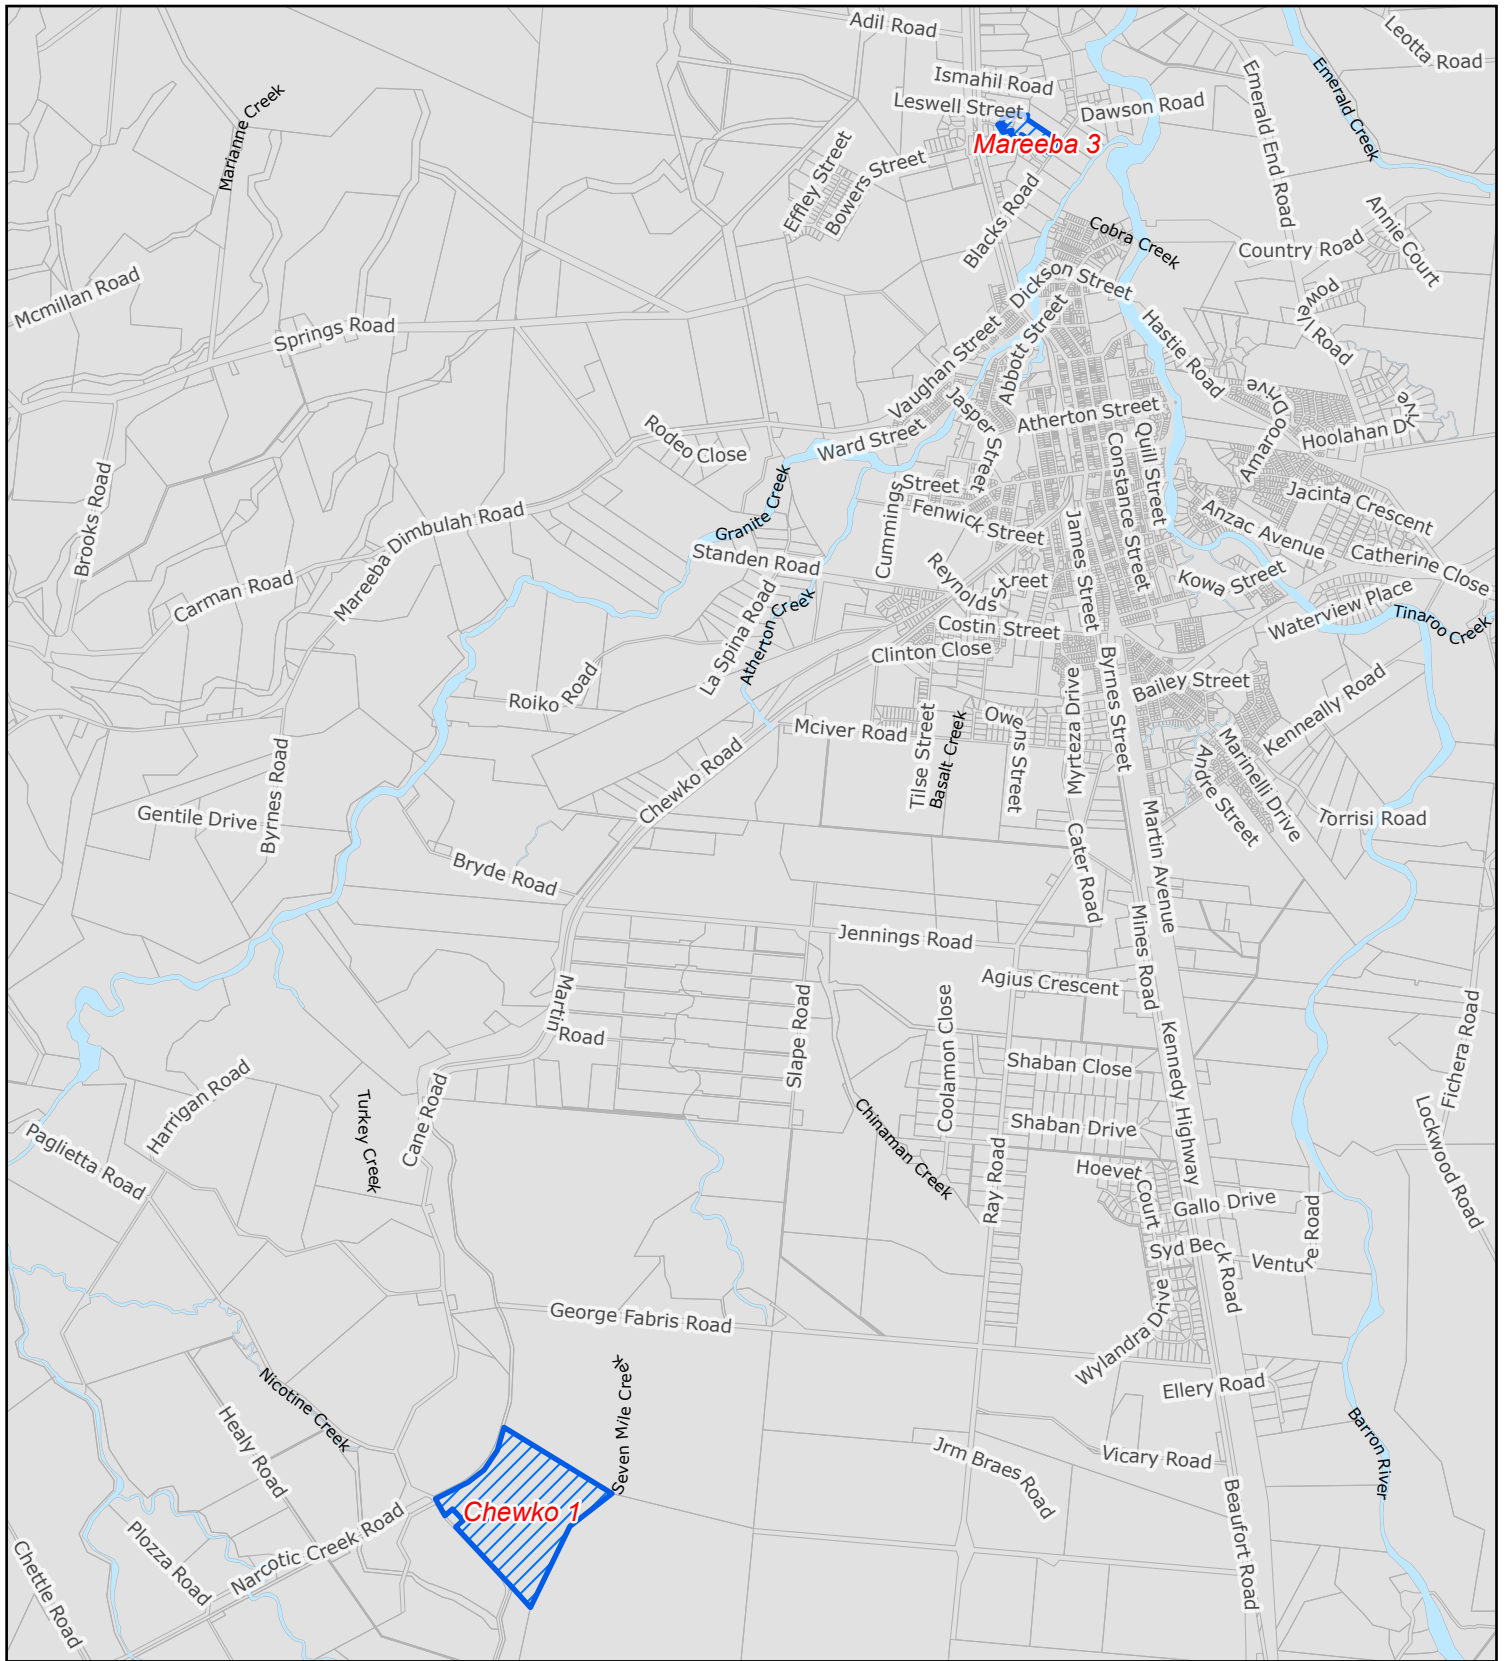 Adil Road
Leotta Road
Ismahil Road
Emerald Creek
Emerald End Road
Marianne Creek
Leswell Street
Dawson Road
Mareeba 3
Effley Street
Bowers Street
Blacks Road
Cobra Creek
Annie Court
Country Road
Mcmillan Road
Springs Road
Dickson Street
Powell Road
Hastie Road
Vaughan Street
Abbott Street
Jasper Street
Atherton Street
Amaroo Drive
Hoolahan Drive
Rodeo Close
Ward Street
Constance Street
Quill Street
Brooks Road
Granite Creek
Cummings Street
Jacinta Crescent
Mareeba Dimbulah Road
Fenwick Street
James Street
Anzac Avenue
Standen Road
Catherine Close
Carman Road
Reynolds Street
Kowa Street
Waterview Place
La Spina Road
Atherton Creek
Costin Street
Tinaroo Creek
Clinton Close
Roiko Road
Byrnes Street
Bailey Street
Kenneally Road
Myrteza Drive
Mciver Road
Tilse Street
Basalt Creek
Owens Street
Marinelli Drive
Andre Street
Byrnes Road
Chewko Road
Gentile Drive
Torrisi Road
Martin Avenue
Cater Road
Bryde Road
Jennings Road
Mines Road
Agius Crescent
Martin Road
Slape Road
Coolamon Close
Kennedy Highway
Fichera Road
Shaban Close
Harrigan Road
Turkey Creek
Cane Road
Chinaman Creek
Shaban Drive
Lockwood Road
Paglietta Road
Ray Road
Hoevet Court
Gallo Drive
Syd Beck Road
Venture Road
George Fabris Road
Wylandra Drive
Seven Mile Creek
Ellery Road
Nicotine Creek
Healy Road
Barron River
Jrm Braes Road
Vicary Road
Chewko 1
Beaufort Road
Narcotic Creek Road
Plozza Road
Chettle Road